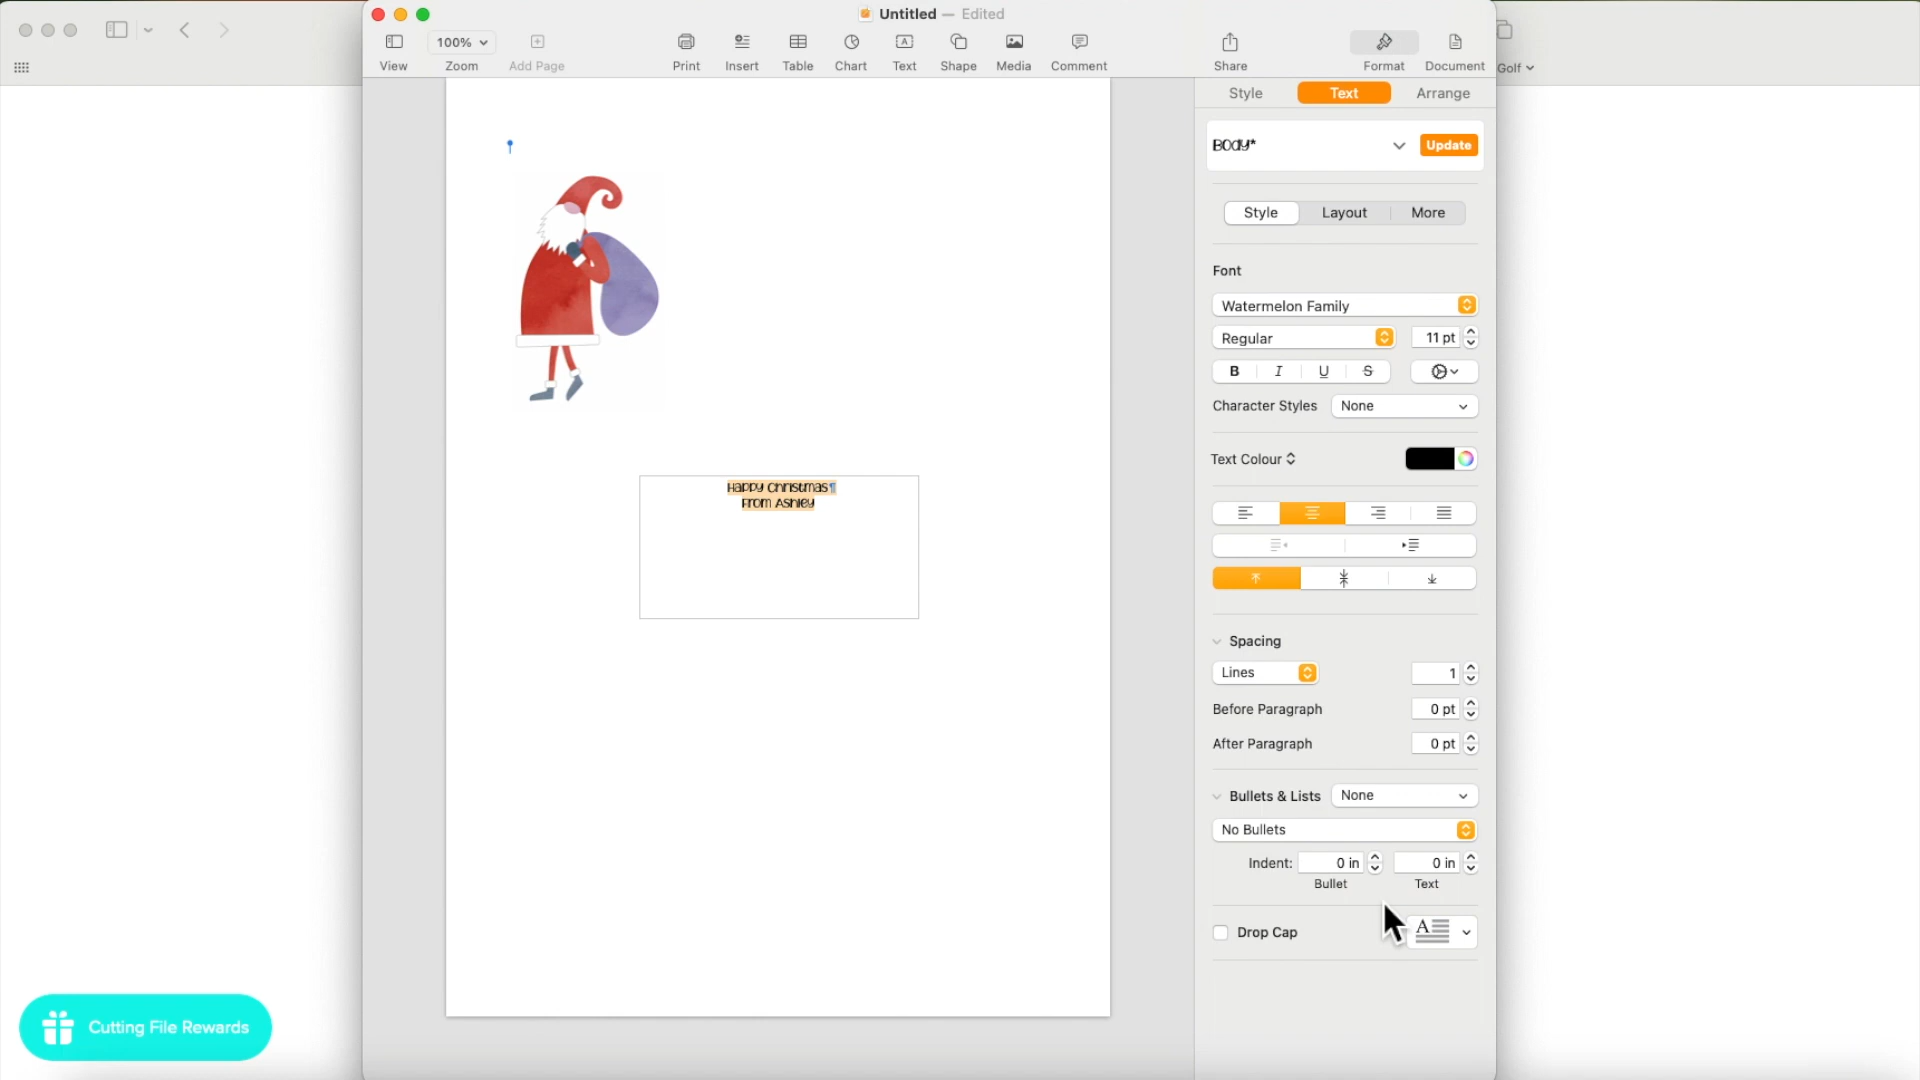 Untitled — Edited
100%
View Zoom Add Page Print Insert Table Chart Text Shape Media Comment Share Format Document
Golf
Style Text Arrange
Body* Update
Style Layout More
Font
Watermelon Family
Regular 11 pt
B I U S
Character Styles None
Text Colour
Happy Christmas¶
From Ashley
Spacing
Lines 1
Before Paragraph 0 pt
After Paragraph 0 pt
Bullets & Lists None
No Bullets
Indent: 0 in 0 in
Bullet Text
Drop Cap A
Cutting File Rewards